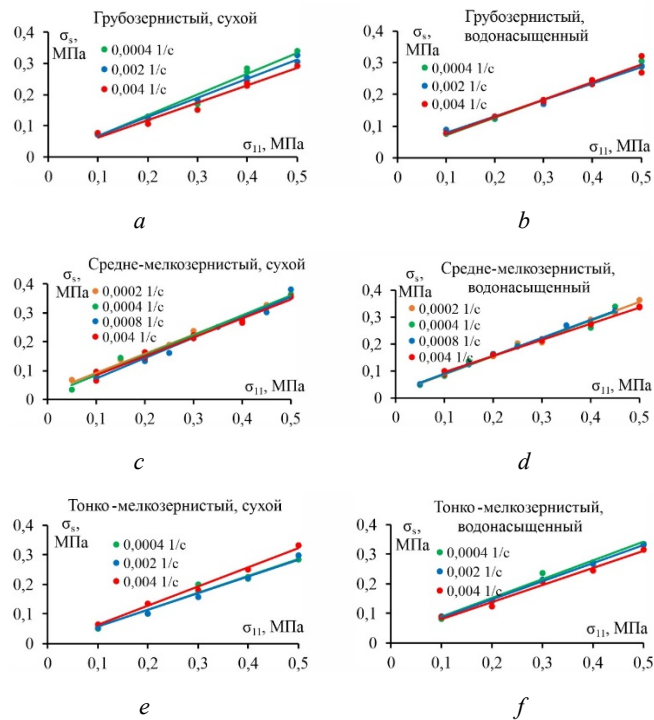 Грубозернистый, сухой
σs,
МПа
0,4
0,3
0,2
0,1
0
0,0004 1/с
0,002 1/с
0,004 1/с
σ11, МПа
0 0,1 0,2 0,3 0,4 0,5
a
Грубозернистый,
водонасыщенный
σs,
МПа
0,4
0,3
0,2
0,1
0
0,0004 1/с
0,002 1/с
0,004 1/с
σ11, МПа
0 0,1 0,2 0,3 0,4 0,5
b
Средне-мелкозернистый, сухой
σs,
МПа
0,4
0,3
0,2
0,1
0
0,0002 1/с
0,0004 1/с
0,0008 1/с
0,004 1/с
σ11, МПа
0 0,1 0,2 0,3 0,4 0,5
c
Средне-мелкозернистый,
водонасыщенный
σs,
МПа
0,4
0,3
0,2
0,1
0
0,0002 1/с
0,0004 1/с
0,0008 1/с
0,004 1/с
σ11, МПа
0 0,1 0,2 0,3 0,4 0,5
d
Тонко-мелкозернистый, сухой
σs,
МПа
0,4
0,3
0,2
0,1
0
0,0004 1/с
0,002 1/с
0,004 1/с
σ11, МПа
0 0,1 0,2 0,3 0,4 0,5
e
Тонко-мелкозернистый,
водонасыщенный
σs,
МПа
0,4
0,3
0,2
0,1
0
0,0004 1/с
0,002 1/с
0,004 1/с
σ11, МПа
0 0,1 0,2 0,3 0,4 0,5
f